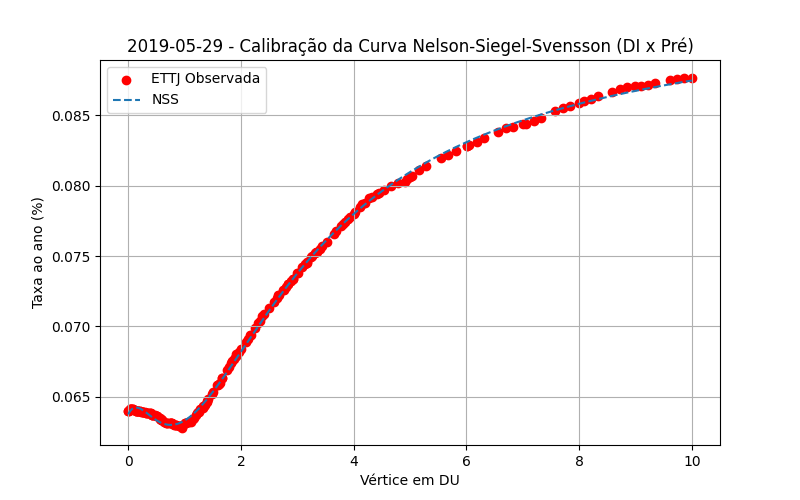 2019-05-29 - Calibração da Curva Nelson-Siegel-Svensson (DI x Pré)
ETTJ Observada
NSS
Taxa ao ano (%)
0.085
0.080
0.075
0.070
0.065
0 2 4 6 8 10
Vértice em DU